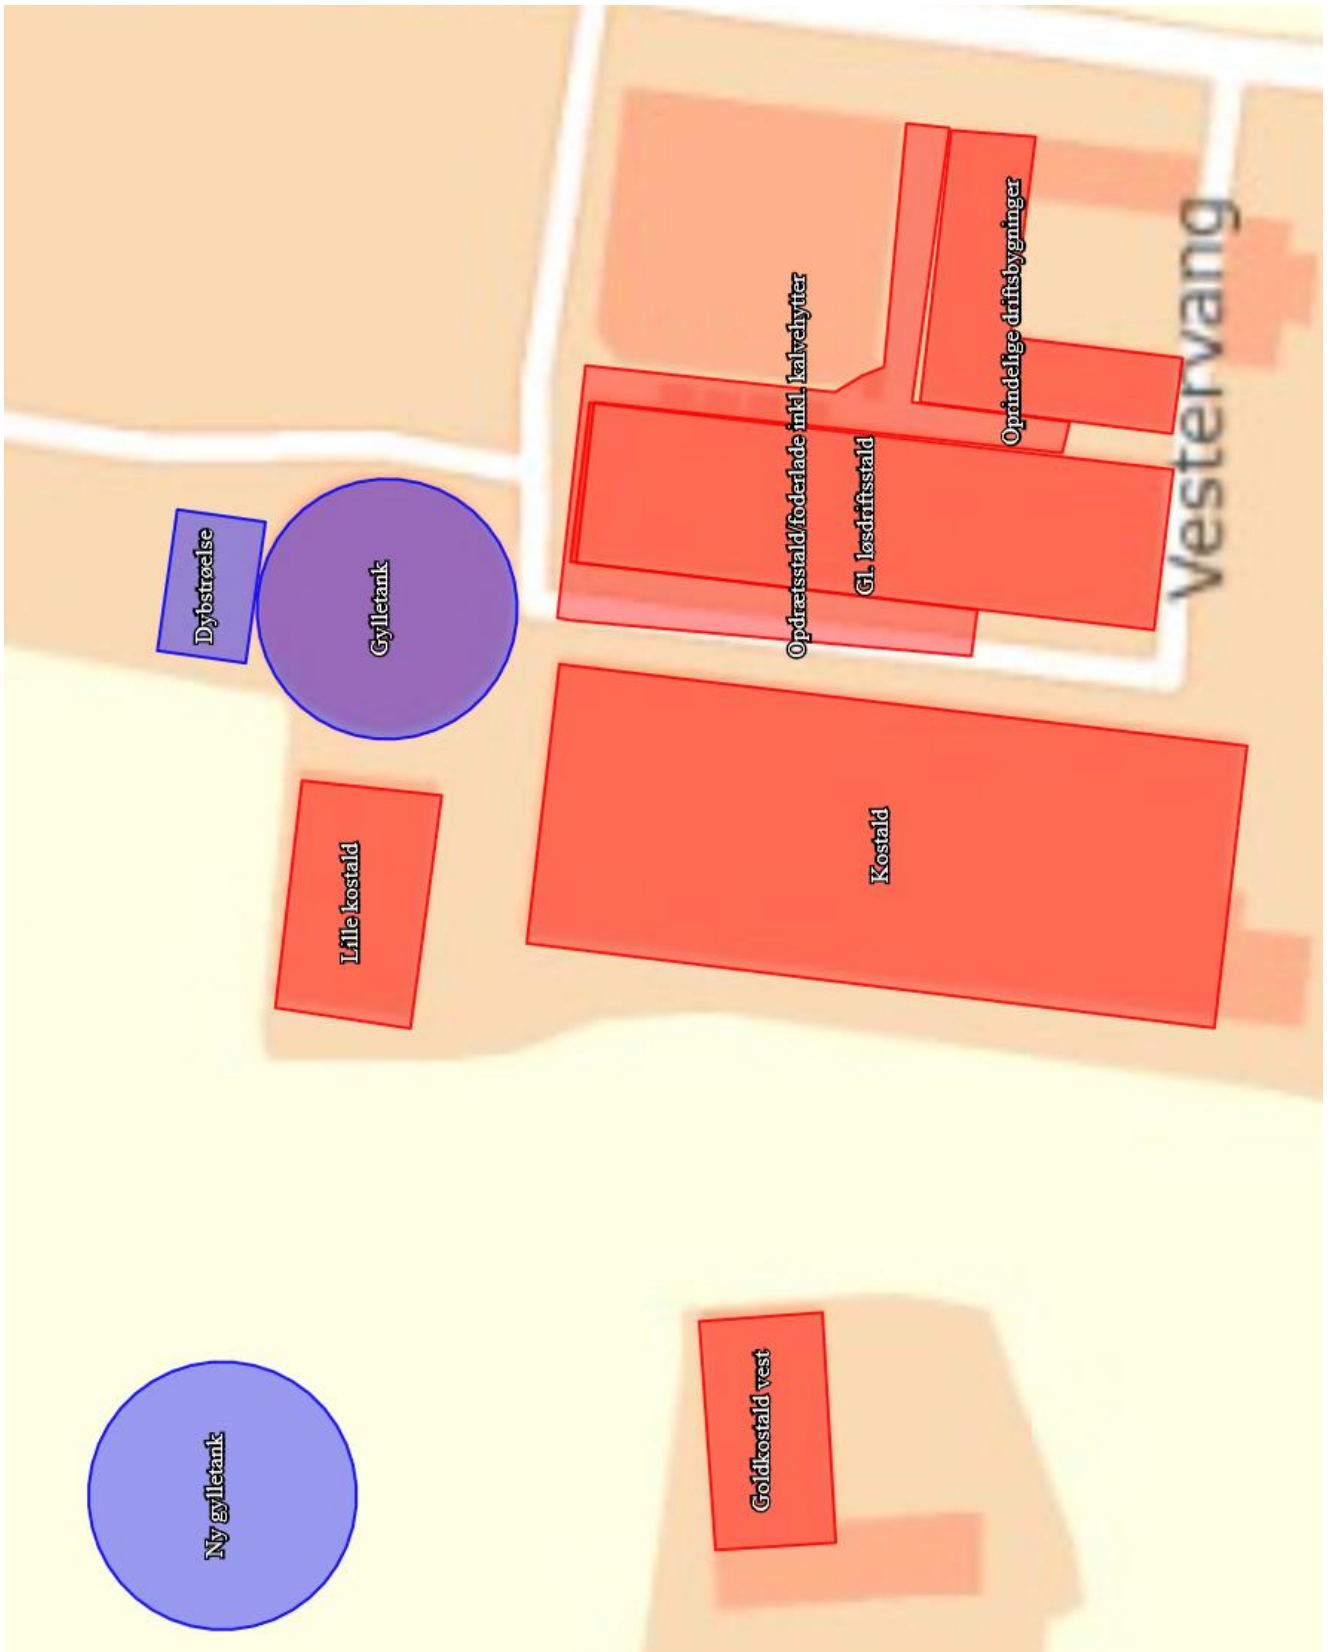 Ny gylletank
Dybstrøelse
Lille kostald
Gylletank
Goldkostald vest
Opdrætsstald/foderlade inkl. kalvehytter
Gl. løsdriftsstald
Kostald
Oprindelige driftsbygninger
Vestervang